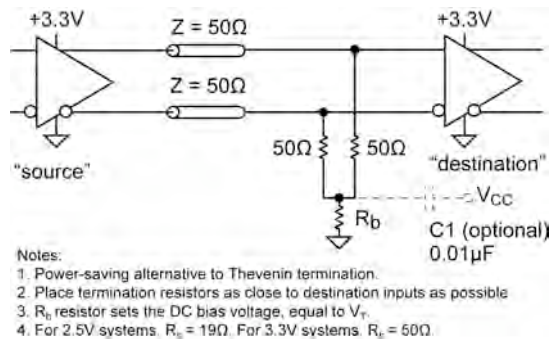 +3.3V
+3.3V
Z = 50Ω
Z = 50Ω
50Ω
50Ω
"source"
"destination"
Rb
VCC
C1 (optional)
0.01µF
Notes:
1. Power-saving alternative to Thevenin termination.
2. Place termination resistors as close to destination inputs as possible
3. Rb resistor sets the DC bias voltage, equal to VT.
4. For 2.5V systems, Rb = 19Ω. For 3.3V systems, Rb = 50Ω